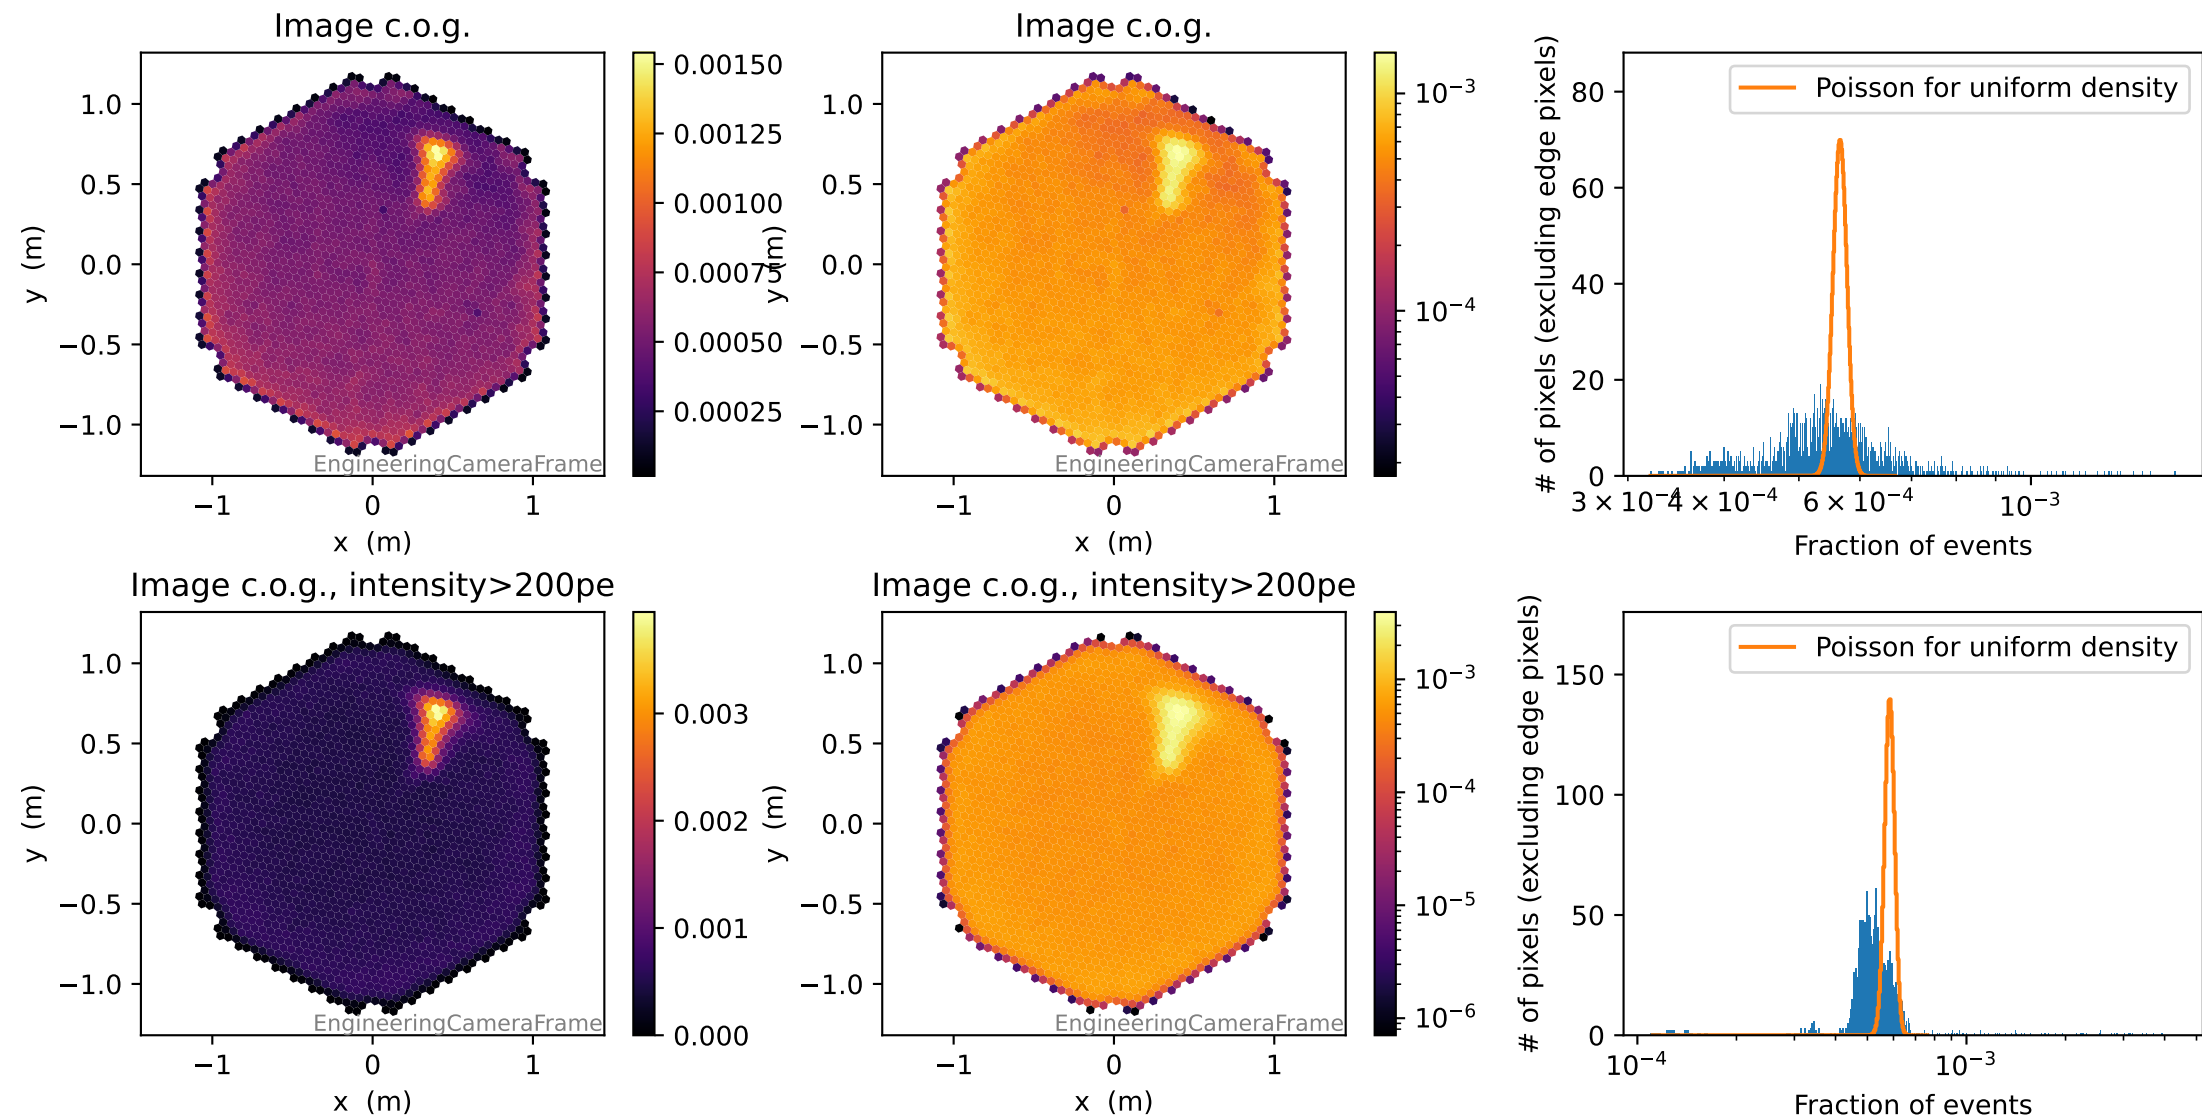 Image c.o.g.
1.0
0.5
0.0
−0.5
−1.0
y (m)
−1
0
1
x (m)
EngineeringCameraFrame
0.00150
0.00125
0.00100
0.00075
0.00050
0.00025
Image c.o.g.
1.0
0.5
0.0
−0.5
−1.0
y (m)
−1
0
1
x (m)
EngineeringCameraFrame
10⁻³
10⁻⁴
# of pixels (excluding edge pixels)
80
60
40
20
0
Poisson for uniform density
3 × 10⁻⁴
4 × 10⁻⁴
6 × 10⁻⁴
10⁻³
Fraction of events
Image c.o.g., intensity>200pe
1.0
0.5
0.0
−0.5
−1.0
y (m)
−1
0
1
x (m)
EngineeringCameraFrame
0.003
0.002
0.001
0.000
Image c.o.g., intensity>200pe
1.0
0.5
0.0
−0.5
−1.0
y (m)
−1
0
1
x (m)
EngineeringCameraFrame
10⁻³
10⁻⁴
10⁻⁵
10⁻⁶
# of pixels (excluding edge pixels)
150
100
50
0
Poisson for uniform density
10⁻⁴
10⁻³
Fraction of events